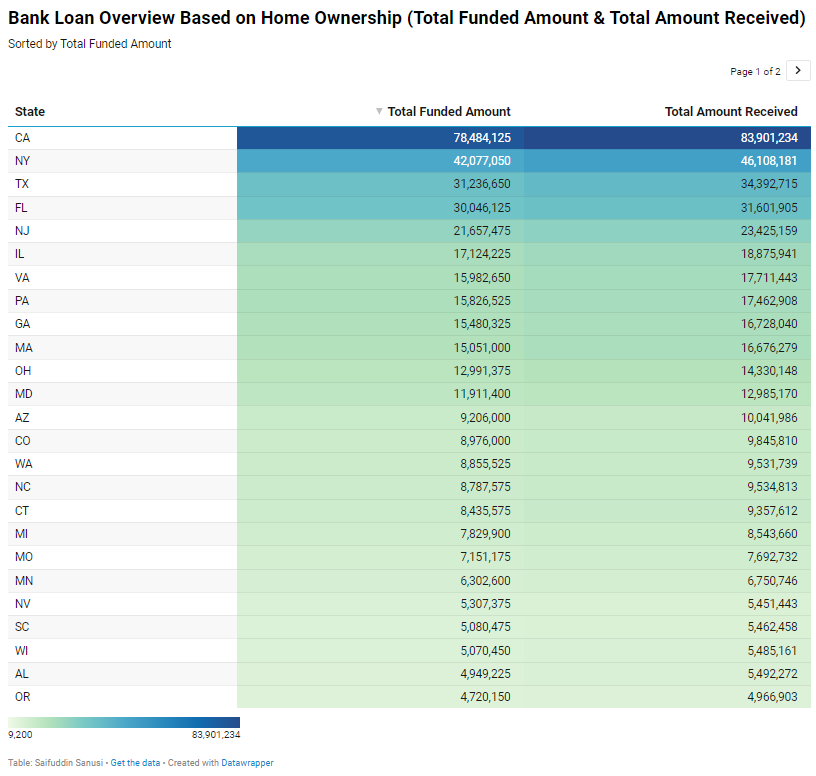 Bank Loan Overview Based on Home Ownership (Total Funded Amount & Total Amount Received)
Sorted by Total Funded Amount
Page 1 of 2 >
State ▼ Total Funded Amount Total Amount Received
CA 78,484,125 83,901,234
NY 42,077,050 46,108,181
TX 31,236,650 34,392,715
FL 30,046,125 31,601,905
NJ 21,657,475 23,425,159
IL 17,124,225 18,875,941
VA 15,982,650 17,711,443
PA 15,826,525 17,462,908
GA 15,480,325 16,728,040
MA 15,051,000 16,676,279
OH 12,991,375 14,330,148
MD 11,911,400 12,985,170
AZ 9,206,000 10,041,986
CO 8,976,000 9,845,810
WA 8,855,525 9,531,739
NC 8,787,575 9,534,813
CT 8,435,575 9,357,612
MI 7,829,900 8,543,660
MO 7,151,175 7,692,732
MN 6,302,600 6,750,746
NV 5,307,375 5,451,443
SC 5,080,475 5,462,458
WI 5,070,450 5,485,161
AL 4,949,225 5,492,272
OR 4,720,150 4,966,903
9,200 83,901,234
Table: Saifuddin Sanusi • Get the data • Created with Datawrapper